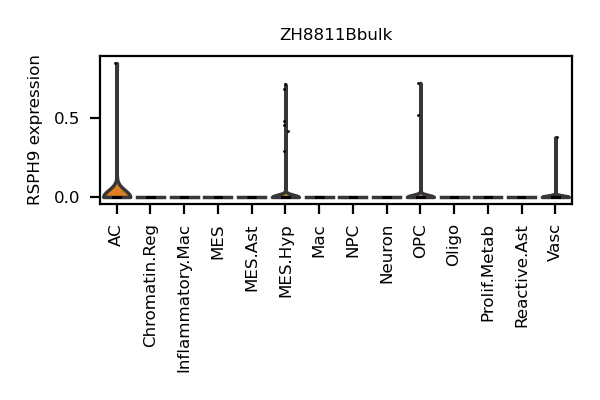 ZH8811Bbulk
RSPH9 expression
0.5
0.0
AC
Chromatin.Reg
Inflammatory.Mac
MES
MES.Ast
MES.Hyp
Mac
NPC
Neuron
OPC
Oligo
Prolif.Metab
Reactive.Ast
Vasc